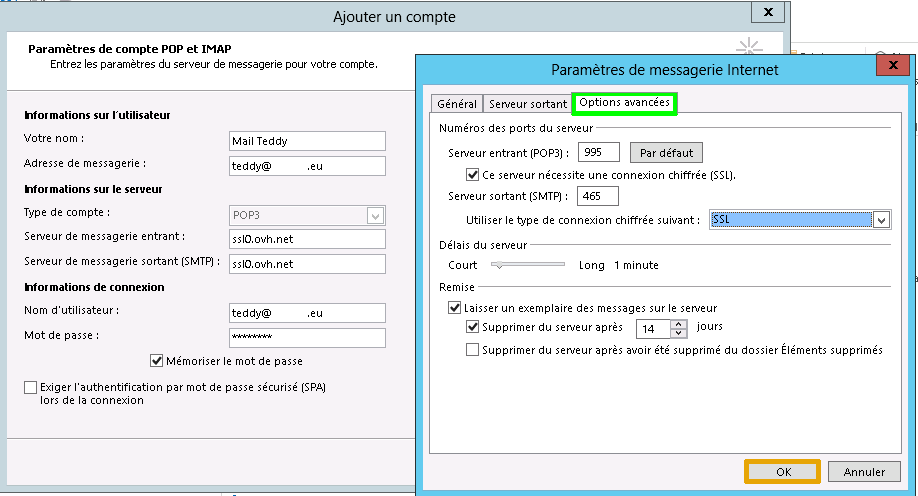 Ajouter un compte
x
Paramètres de compte POP et IMAP
Entrez les paramètres du serveur de messagerie pour votre compte.
Informations sur l'utilisateur
Votre nom :
Mail Teddy
Adresse de messagerie :
teddy@ .eu
Informations sur le serveur
Type de compte :
POP3
Serveur de messagerie entrant :
ssl0.ovh.net
Serveur de messagerie sortant (SMTP) :
ssl0.ovh.net
Informations de connexion
Nom d'utilisateur :
teddy@ .eu
Mot de passe :
********
Mémoriser le mot de passe
Exiger l'authentification par mot de passe sécurisé (SPA)
lors de la connexion
Paramètres de messagerie Internet
x
Général Serveur sortant Options avancées
Numéros des ports du serveur
Serveur entrant (POP3) : 995 Par défaut
Ce serveur nécessite une connexion chiffrée (SSL).
Serveur sortant (SMTP) : 465
Utiliser le type de connexion chiffrée suivant : SSL
Délais du serveur
Court Long 1 minute
Remise
Laisser un exemplaire des messages sur le serveur
Supprimer du serveur après 14 jours
Supprimer du serveur après avoir été supprimé du dossier Éléments supprimés
OK Annuler